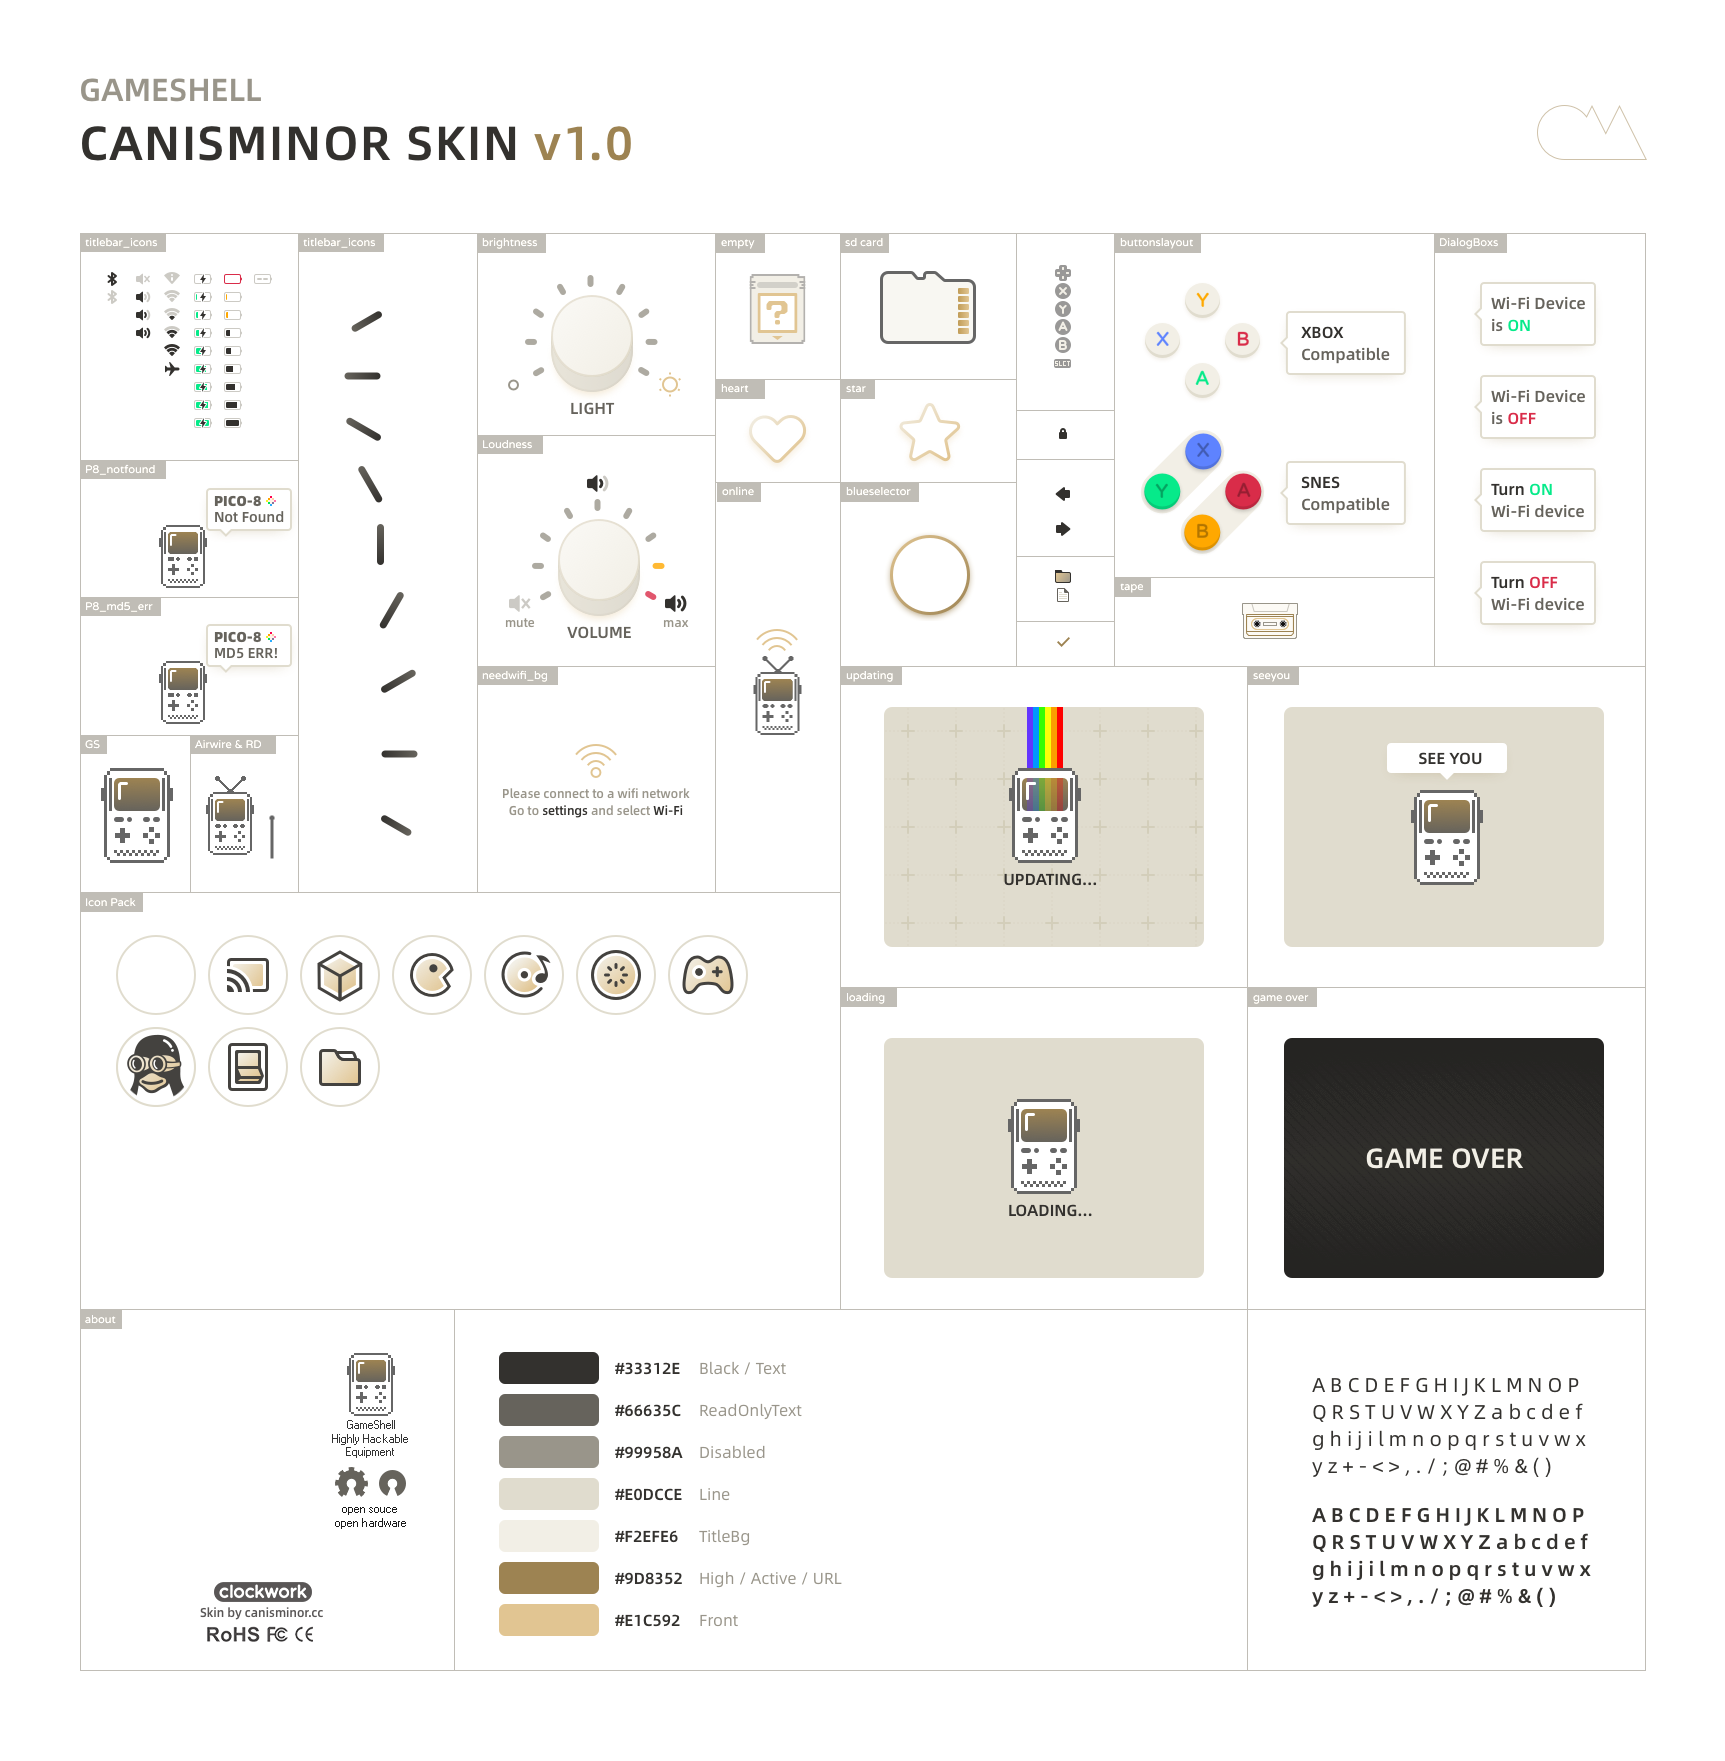 GAMESHELL
CANISMINOR SKIN v1.0
titlebar_icons
titlebar_icons
brightness
LIGHT
Loudness
mute
VOLUME
max
needwifi_bg
Please connect to a wifi network
Go to settings and select Wi-Fi
empty
sd card
heart
star
online
blueselector
X
Y
A
B
SLCT
buttonslayout
Y
X
B
A
XBOX
Compatible
X
Y
A
B
SNES
Compatible
tape
DialogBoxs
Wi-Fi Device
is ON
Wi-Fi Device
is OFF
Turn ON
Wi-Fi device
Turn OFF
Wi-Fi device
P8_notfound
PICO-8
Not Found
P8_md5_err
PICO-8
MD5 ERR!
GS
Airwire & RD
updating
UPDATING...
seeyou
SEE YOU
Icon Pack
loading
LOADING...
game over
GAME OVER
about
GameShell
Highly Hackable
Equipment
open souce
open hardware
clockwork
Skin by canisminor.cc
RoHS FC CE
#33312E Black / Text
#66635C ReadOnlyText
#99958A Disabled
#E0DCCE Line
#F2EFE6 TitleBg
#9D8352 High / Active / URL
#E1C592 Front
A B C D E F G H I J K L M N O P
Q R S T U V W X Y Z a b c d e f
g h i j i l m n o p q r s t u v w x
y z + - < > , . / ; @ # % & ( )
A B C D E F G H I J K L M N O P
Q R S T U V W X Y Z a b c d e f
g h i j i l m n o p q r s t u v w x
y z + - < > , . / ; @ # % & ( )